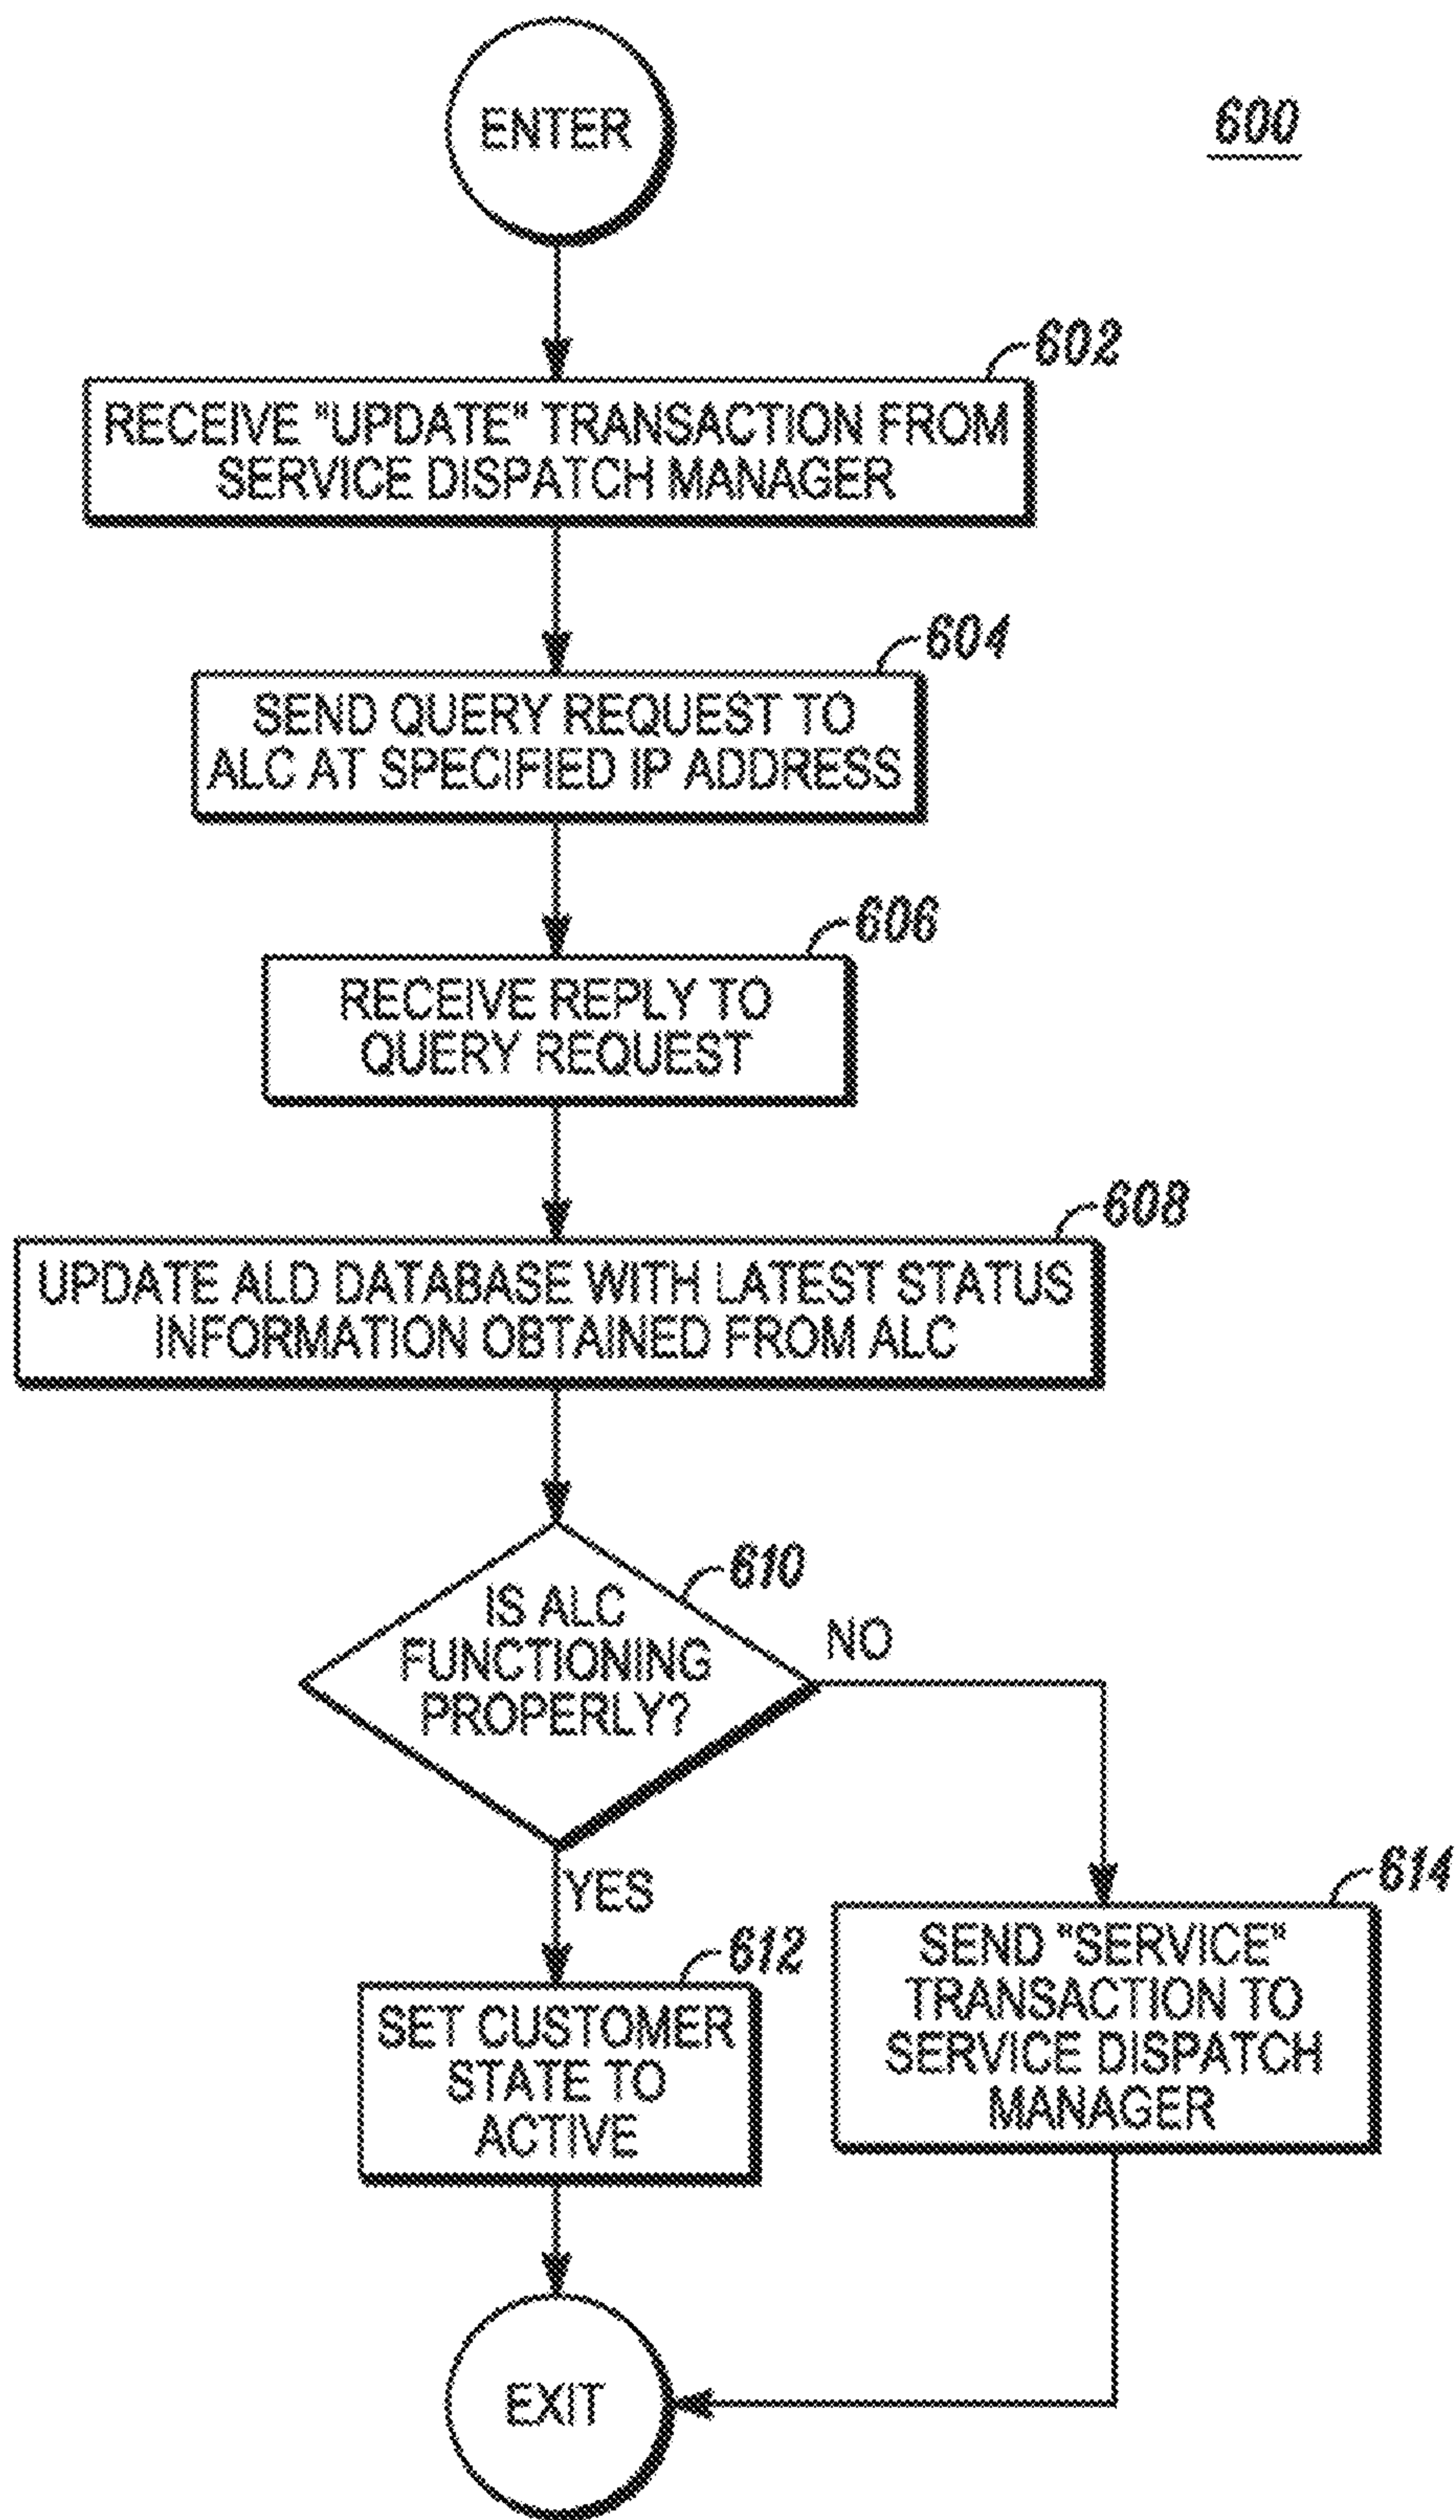 ENTER
600
602
RECEIVE "UPDATE" TRANSACTION FROM
SERVICE DISPATCH MANAGER
604
SEND QUERY REQUEST TO
ALC AT SPECIFIED IP ADDRESS
606
RECEIVE REPLY TO
QUERY REQUEST
608
UPDATE ALD DATABASE WITH LATEST STATUS
INFORMATION OBTAINED FROM ALC
610
IS ALC
FUNCTIONING
PROPERLY?
NO
YES
612
SET CUSTOMER
STATE TO
ACTIVE
614
SEND "SERVICE"
TRANSACTION TO
SERVICE DISPATCH
MANAGER
EXIT